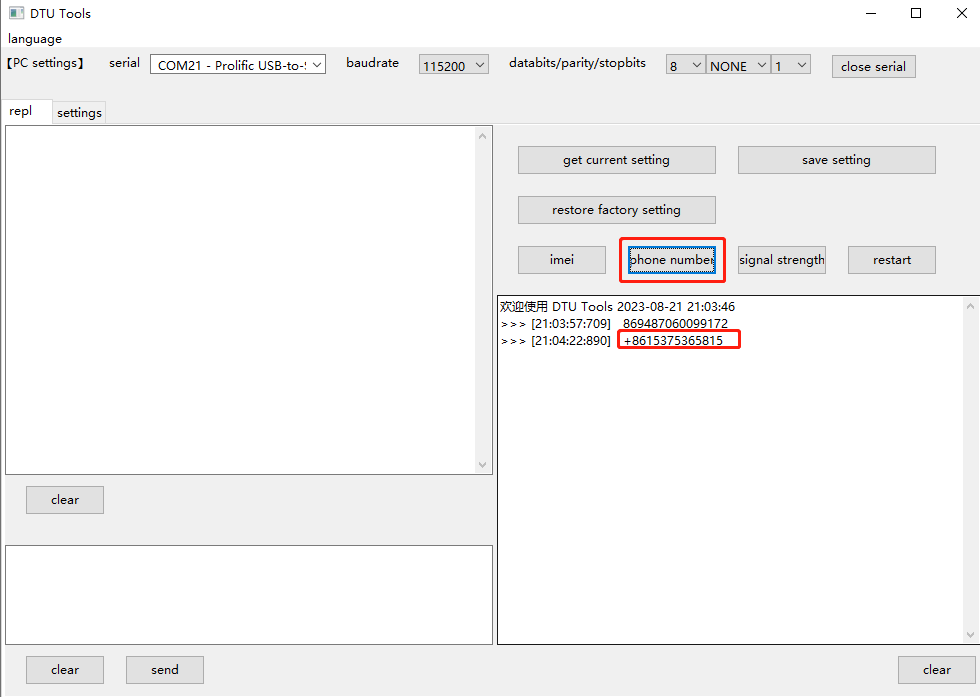 DTU Tools
language
【PC settings】 serial COM21 - Prolific USB-to- baudrate 115200 databits/parity/stopbits 8 NONE 1 close serial
repl settings
get current setting save setting
restore factory setting
imei phone number signal strength restart
欢迎使用 DTU Tools 2023-08-21 21:03:46
>>> [21:03:57:709] 869487060099172
>>> [21:04:22:890] +8615375365815
clear
clear send clear